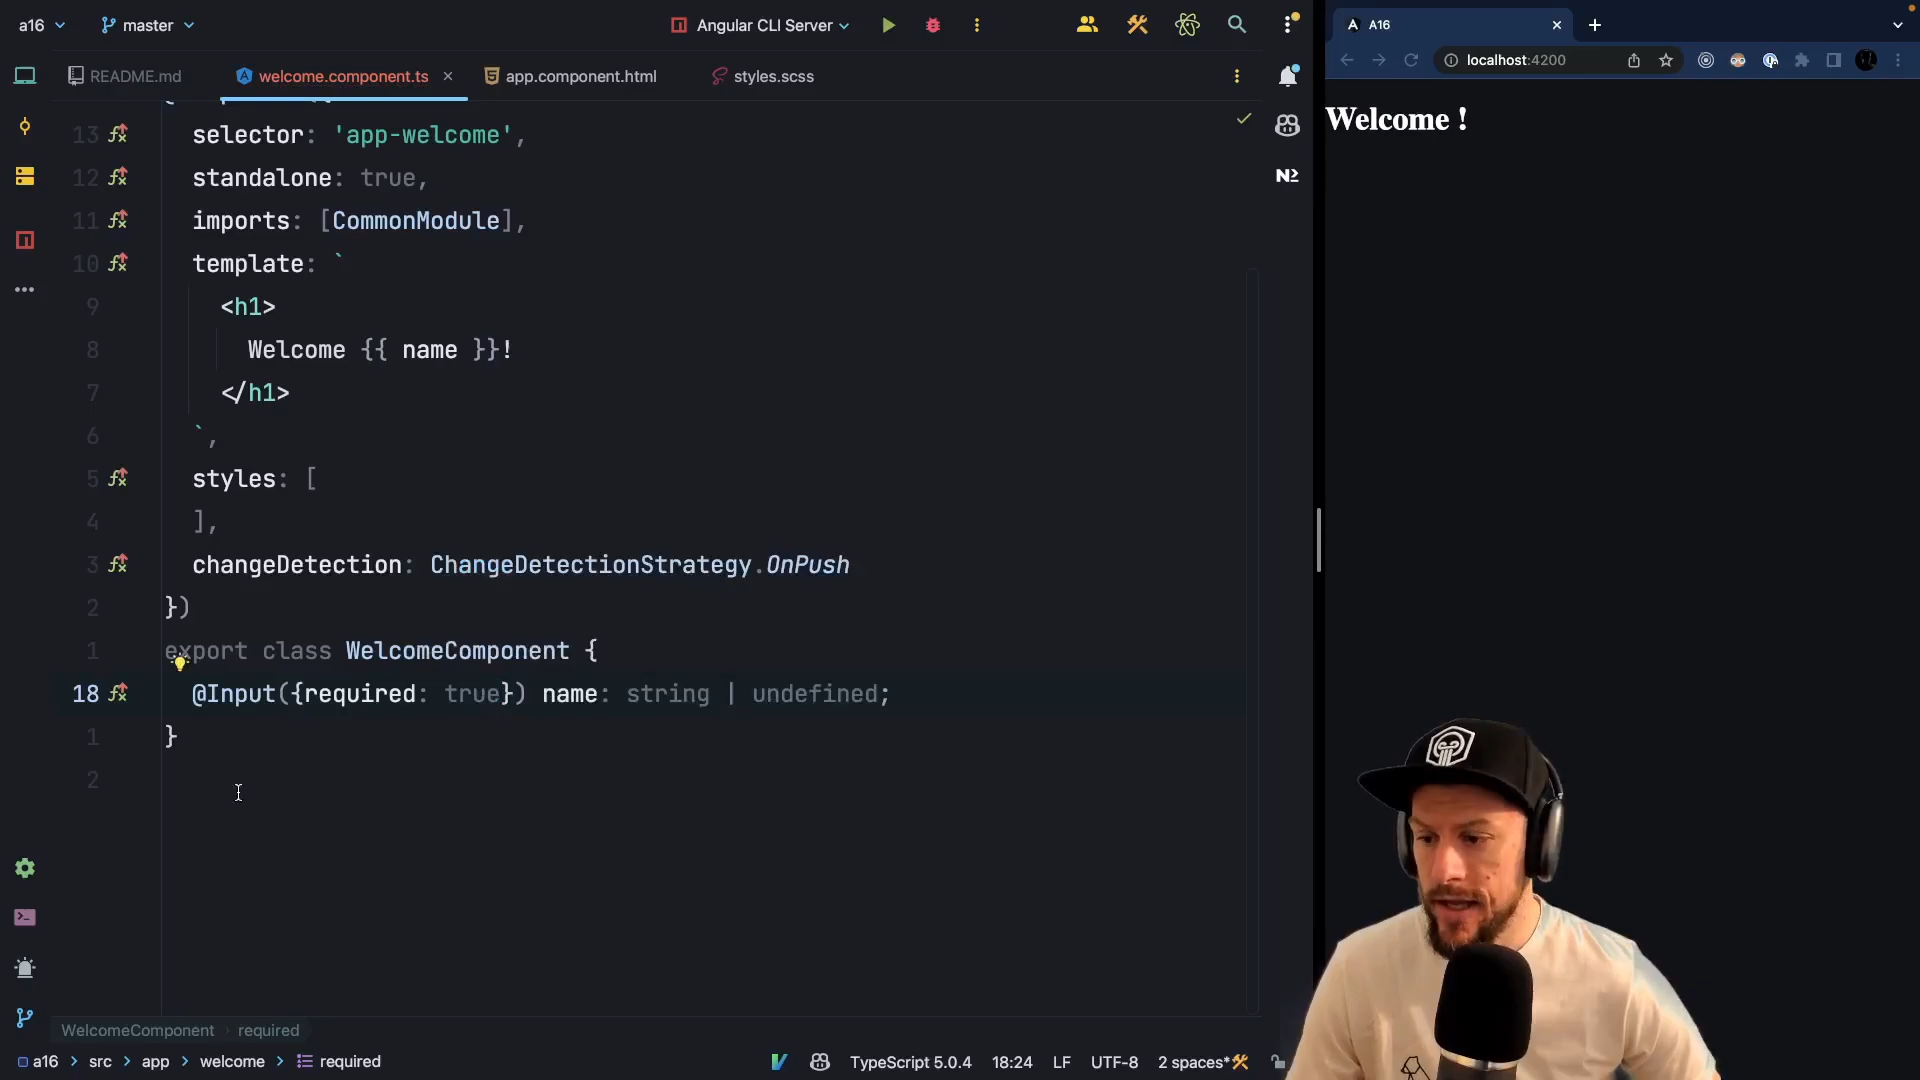 a16
master
Angular CLI Server
README.md
welcome.component.ts
app.component.html
styles.scss
13 selector: 'app-welcome',
12 standalone: true,
11 imports: [CommonModule],
10 template: `
9 <h1>
8 Welcome {{ name }}!
7 </h1>
6 `,
5 styles: [
4 ],
3 changeDetection: ChangeDetectionStrategy.OnPush
2 })
1 export class WelcomeComponent {
18 @Input({required: true}) name: string | undefined;
1 }
2
WelcomeComponent › required
a16 > src > app > welcome > required
TypeScript 5.0.4 18:24 LF UTF-8 2 spaces*
A16
localhost:4200
Welcome !